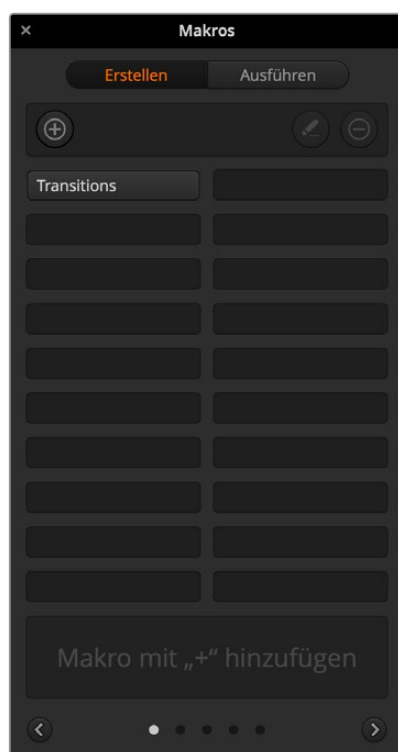 Makros
Erstellen Ausführen
Transitions
Makro mit „+“ hinzufügen